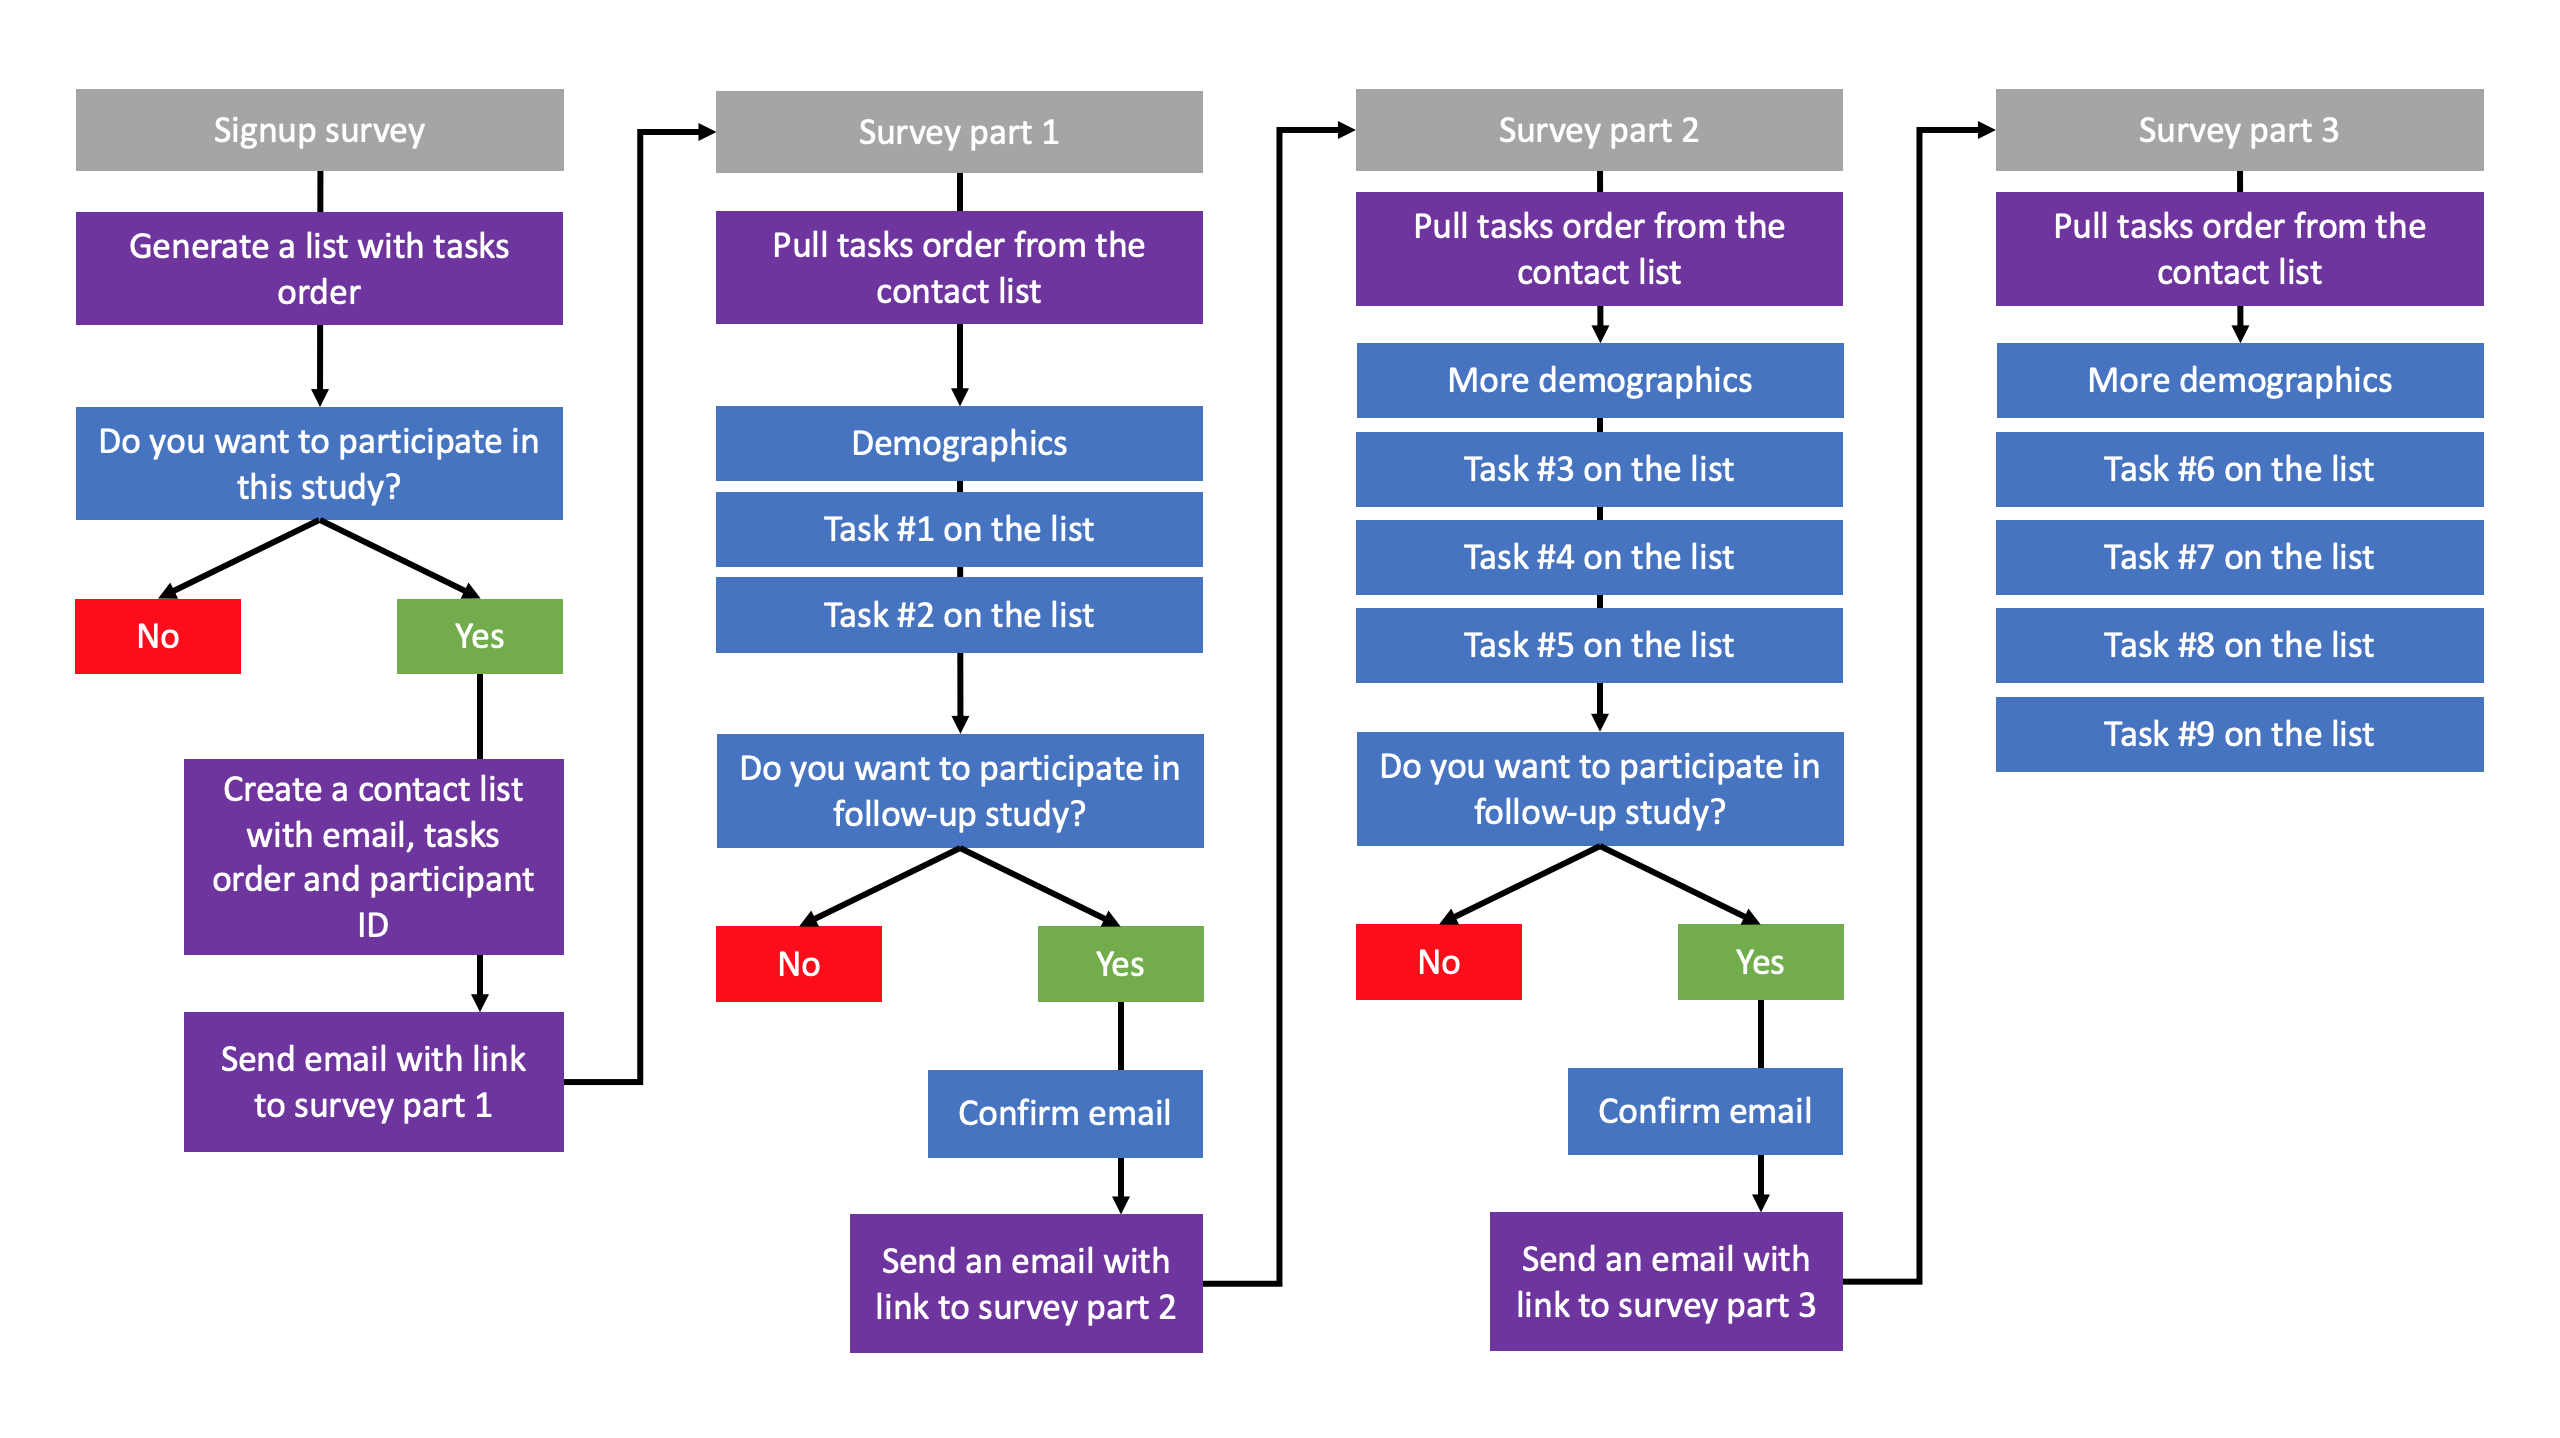 Signup survey
Generate a list with tasks
order
Do you want to participate in
this study?
No
Yes
Create a contact list
with email, tasks
order and participant
ID
Send email with link
to survey part 1
Survey part 1
Pull tasks order from the
contact list
Demographics
Task #1 on the list
Task #2 on the list
Do you want to participate in
follow-up study?
No
Yes
Confirm email
Send an email with
link to survey part 2
Survey part 2
Pull tasks order from the
contact list
More demographics
Task #3 on the list
Task #4 on the list
Task #5 on the list
Do you want to participate in
follow-up study?
No
Yes
Confirm email
Send an email with
link to survey part 3
Survey part 3
Pull tasks order from the
contact list
More demographics
Task #6 on the list
Task #7 on the list
Task #8 on the list
Task #9 on the list